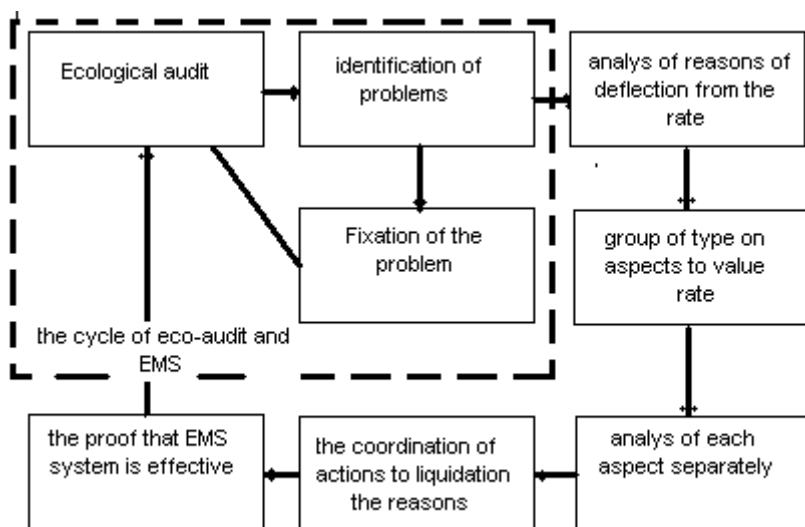 Ecological audit
identification of
problems
analys of reasons of
deflection from the
rate
Fixation of the
problem
group of type on
aspects to value
rate
the cycle of eco-audit and
EMS
the proof that EMS
system is effective
the coordination of
actions to liquidation
the reasons
analys of each
aspect separately